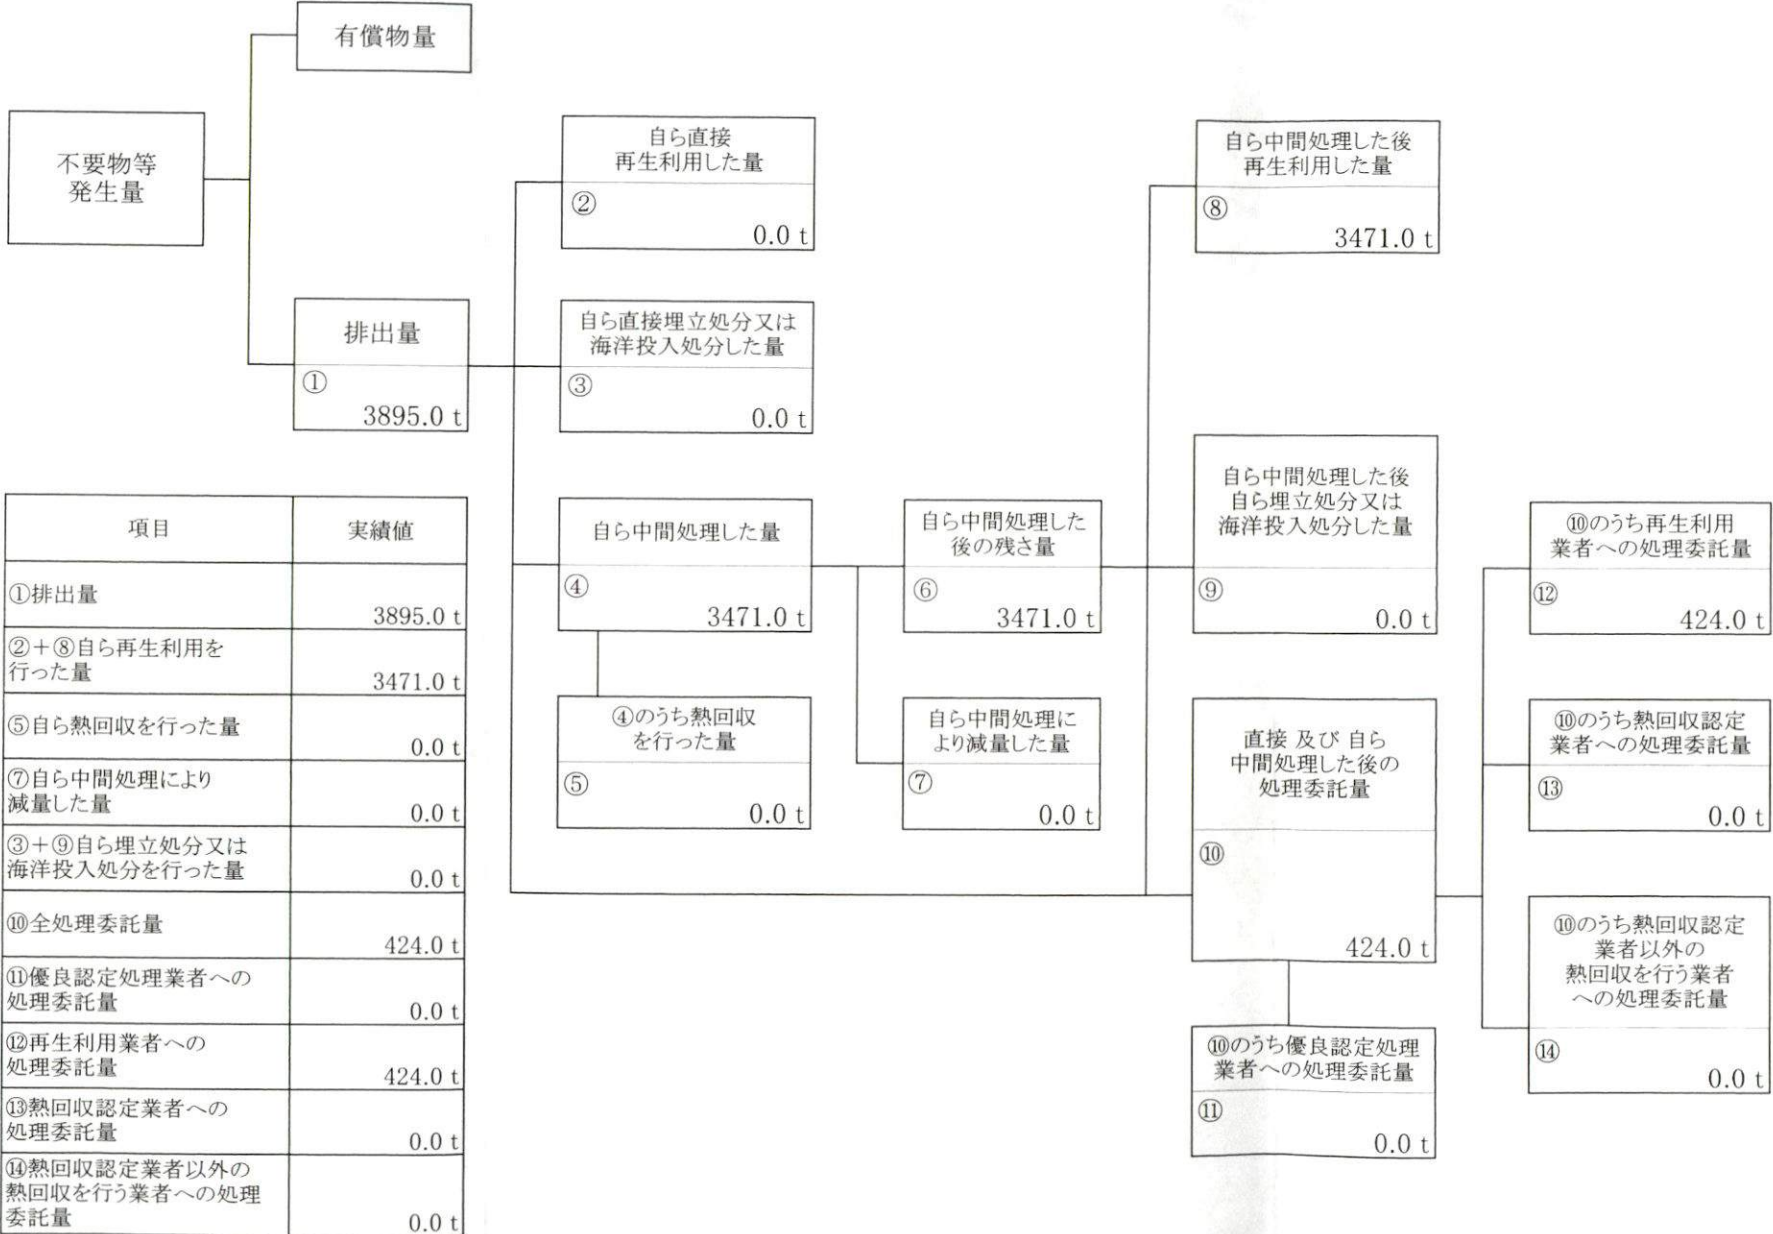 有償物量
不要物等
発生量
排出量
①
3895.0 t
自ら直接
再生利用した量
②
0.0 t
自ら直接埋立処分又は
海洋投入処分した量
③
0.0 t
自ら中間処理した量
④
3471.0 t
④のうち熱回収
を行った量
⑤
0.0 t
自ら中間処理した
後の残さ量
⑥
3471.0 t
自ら中間処理に
より減量した量
⑦
0.0 t
自ら中間処理した後
再生利用した量
⑧
3471.0 t
自ら中間処理した後
自ら埋立処分又は
海洋投入処分した量
⑨
0.0 t
直接 及び 自ら
中間処理した後の
処理委託量
⑩
424.0 t
⑩のうち優良認定処理
業者への処理委託量
⑪
0.0 t
⑩のうち再生利用
業者への処理委託量
⑫
424.0 t
⑩のうち熱回収認定
業者への処理委託量
⑬
0.0 t
⑩のうち熱回収認定
業者以外の
熱回収を行う業者
への処理委託量
⑭
0.0 t
項目 実績値
①排出量
3895.0 t
②＋⑧自ら再生利用を
行った量
3471.0 t
⑤自ら熱回収を行った量
0.0 t
⑦自ら中間処理により
減量した量
0.0 t
③＋⑨自ら埋立処分又は
海洋投入処分を行った量
0.0 t
⑩全処理委託量
424.0 t
⑪優良認定処理業者への
処理委託量
0.0 t
⑫再生利用業者への
処理委託量
424.0 t
⑬熱回収認定業者への
処理委託量
0.0 t
⑭熱回収認定業者以外の
熱回収を行う業者への処理
委託量
0.0 t